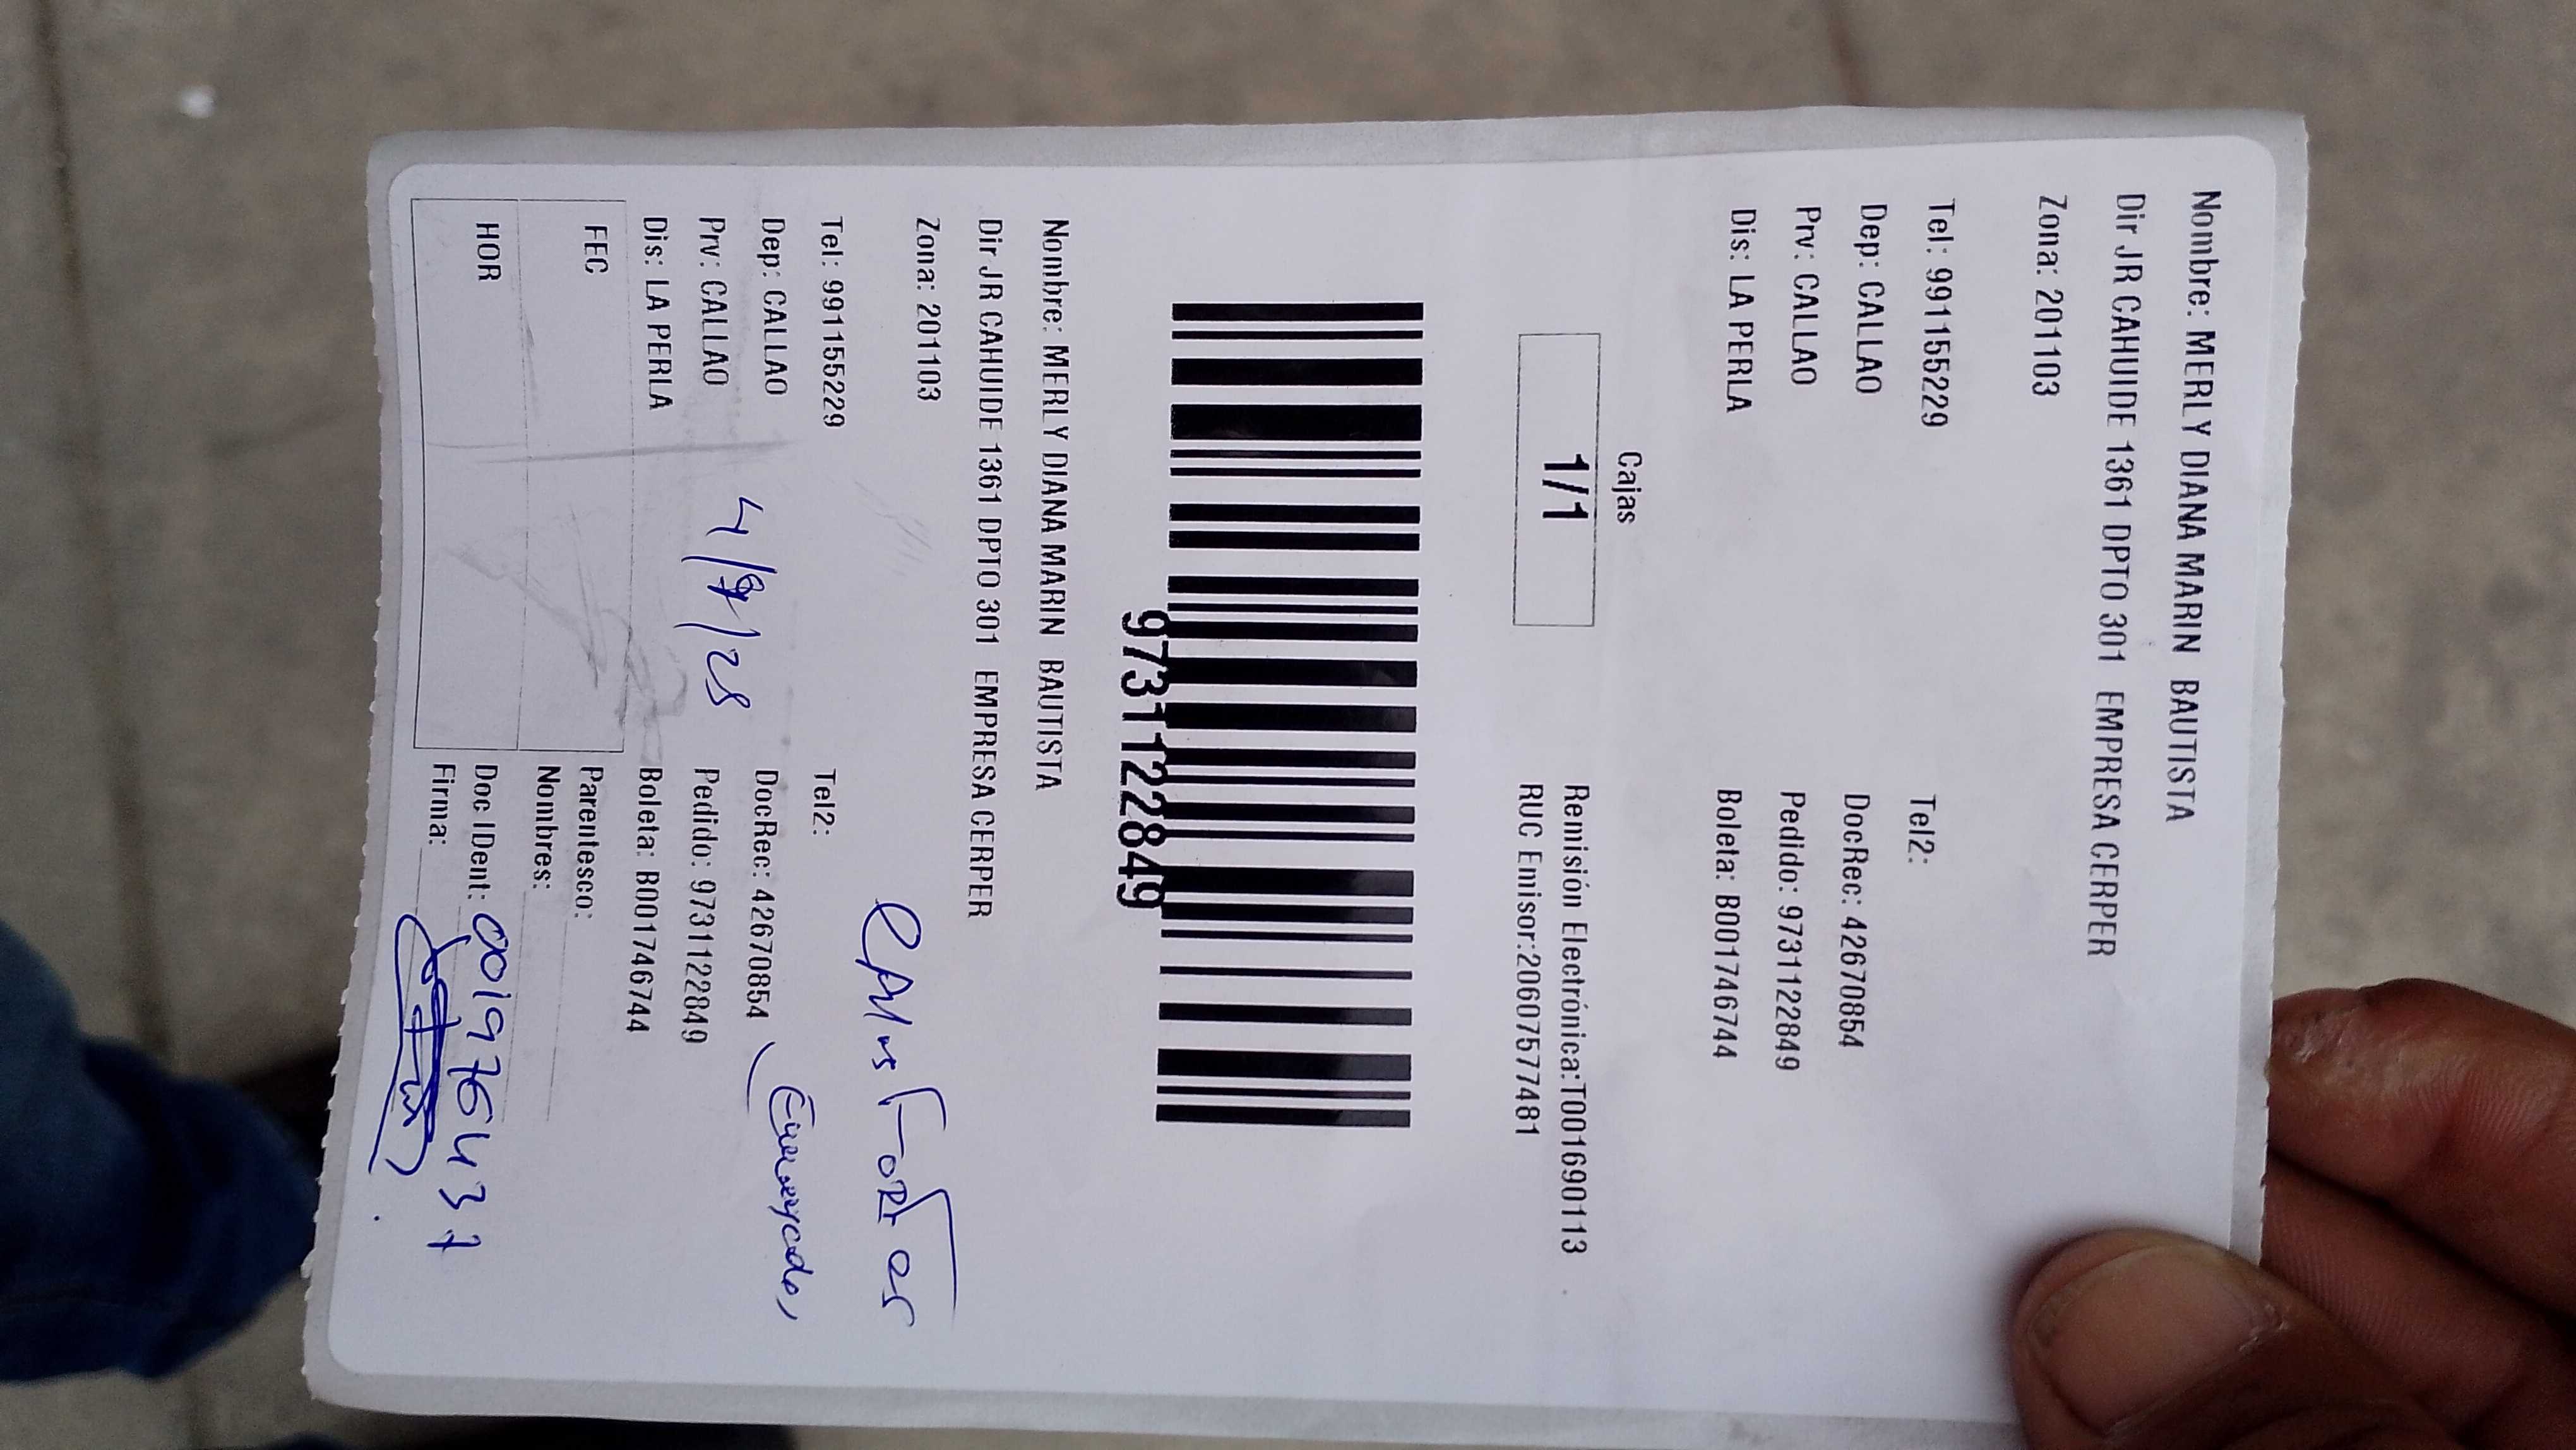 Nombre: MERLY DIANA MARIN BAUTISTA
Dir JR CAHUIDE 1361 DPTO 301 EMPRESA CERPER
Zona: 201103
Tel: 991155229 Tel2:
Dep: CALLAO DocRec: 42670854
Prv: CALLAO Pedido: 9731122849
Dis: LA PERLA Boleta: B001746744
Cajas
1/1
Remisión Electrónica:T001690113
RUC Emisor:20607577481
9731122849
Nombre: MERLY DIANA MARIN BAUTISTA
Dir JR CAHUIDE 1361 DPTO 301 EMPRESA CERPER
Zona: 201103
Tel: 991155229 Tel2:
Dep: CALLAO DocRec: 42670854
Prv: CALLAO Pedido: 9731122849
Dis: LA PERLA Boleta: B001746744
FEC
HOR
Parentesco:
Nombres:
Doc IDent: 001976437
Firma: